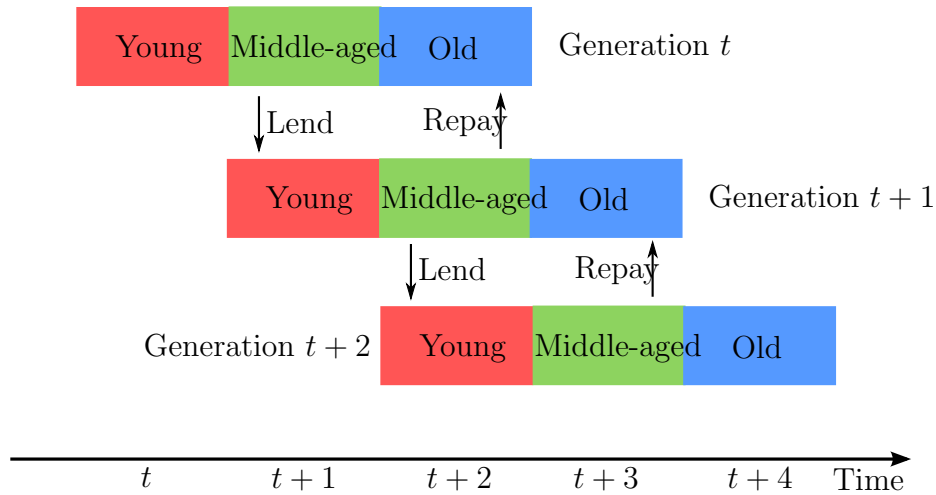 Young Middle-aged Old Generation t
Lend Repay
Young Middle-aged Old Generation t + 1
Lend Repay
Generation t + 2 Young Middle-aged Old
t t + 1 t + 2 t + 3 t + 4 Time